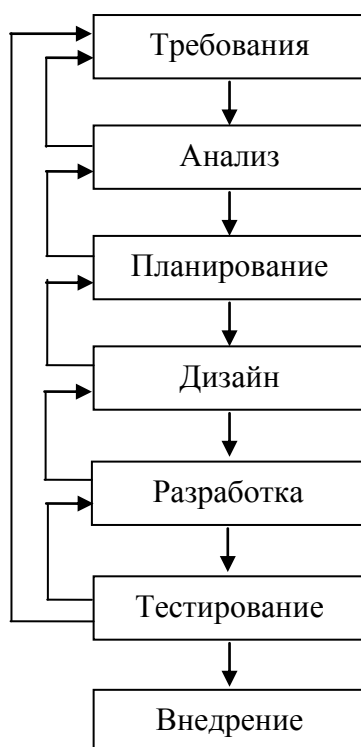 Требования
Анализ
Планирование
Дизайн
Разработка
Тестирование
Внедрение